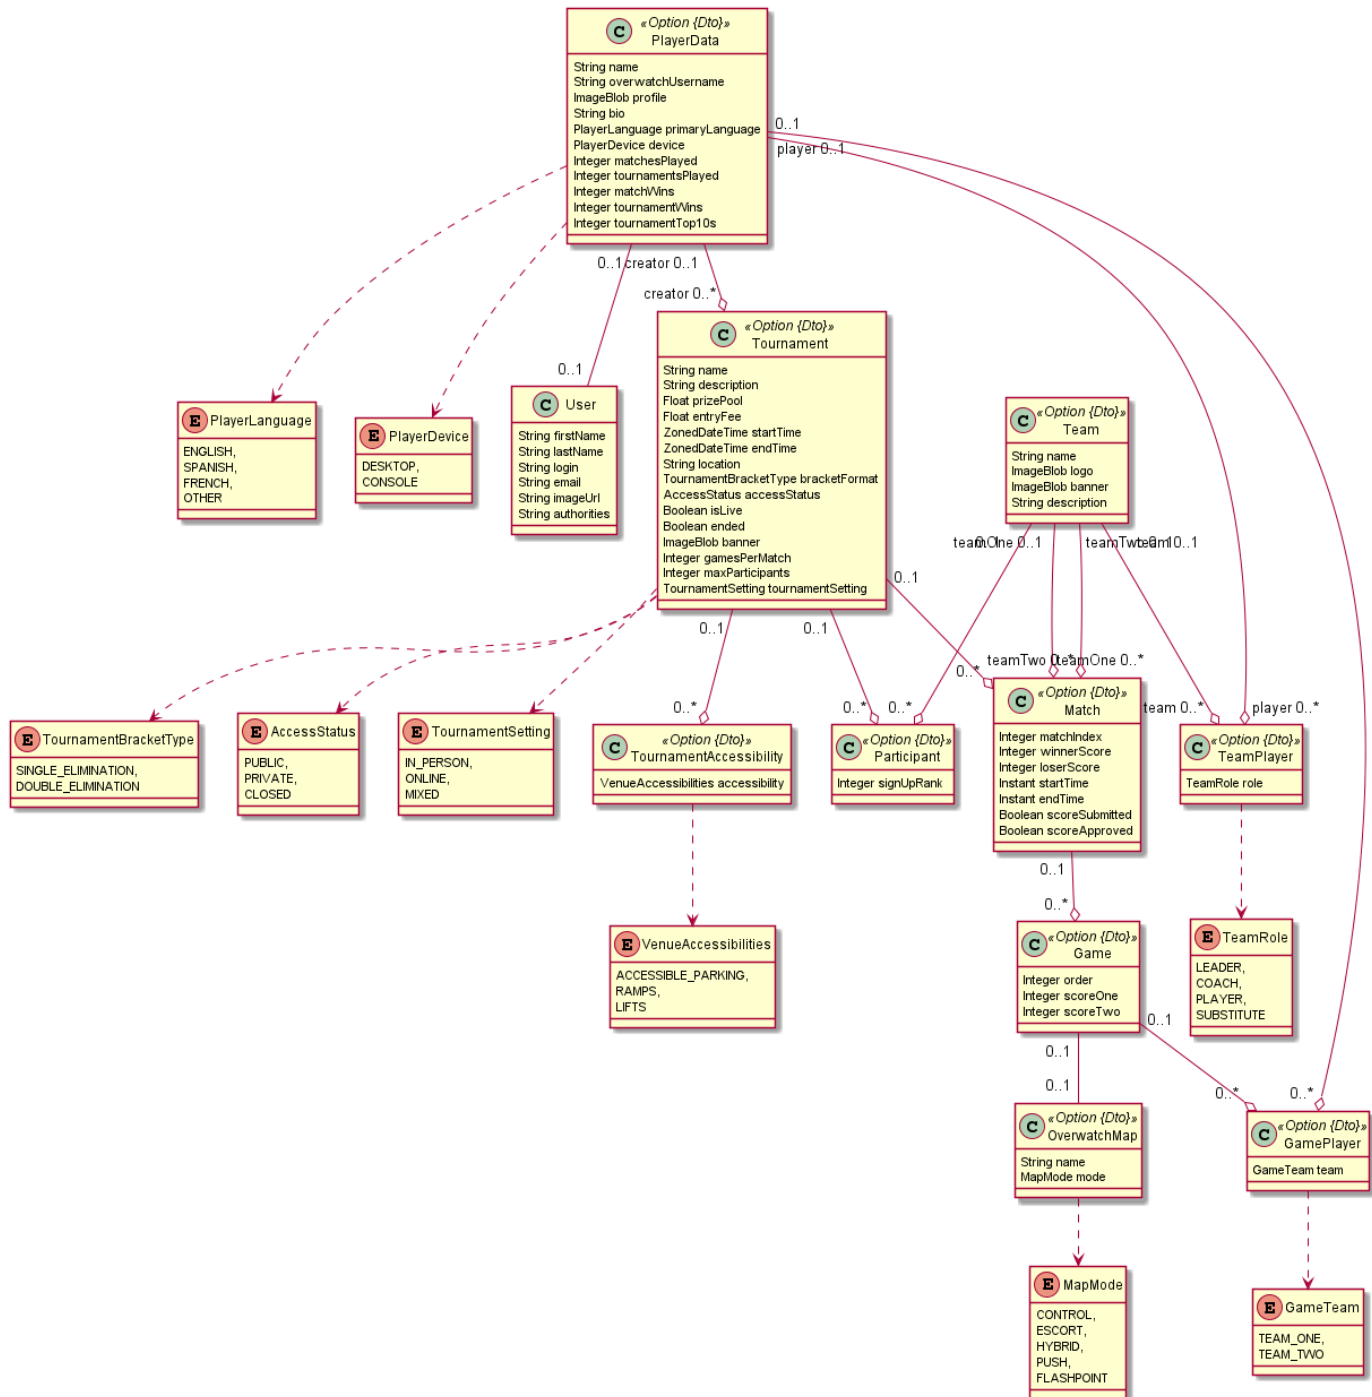 C «Option {Dto}»
PlayerData
String name
String overwatchUsername
ImageBlob profile
String bio
PlayerLanguage primaryLanguage
PlayerDevice device
Integer matchesPlayed
Integer tournamentsPlayed
Integer matchWins
Integer tournamentWins
Integer tournamentTop10s
0..1
player 0..1
0..1
creator 0..1
creator 0..*
0..1
E PlayerLanguage
ENGLISH,
SPANISH,
FRENCH,
OTHER
E PlayerDevice
DESKTOP,
CONSOLE
C User
String firstName
String lastName
String login
String email
String imageUrl
String authorities
C «Option {Dto}»
Tournament
String name
String description
Float prizePool
Float entryFee
ZonedDateTime startTime
ZonedDateTime endTime
String location
TournamentBracketType bracketFormat
AccessStatus accessStatus
Boolean isLive
Boolean ended
ImageBlob banner
Integer gamesPerMatch
Integer maxParticipants
TournamentSetting tournamentSetting
C «Option {Dto}»
Team
String name
ImageBlob logo
ImageBlob banner
String description
teamOne 0..1
teamTwo 0..1
0..1
0..1
0..1
0..*
teamTwo 0..*
teamOne 0..*
team 0..*
player 0..*
0..*
0..*
0..*
E TournamentBracketType
SINGLE_ELIMINATION,
DOUBLE_ELIMINATION
E AccessStatus
PUBLIC,
PRIVATE,
CLOSED
E TournamentSetting
IN_PERSON,
ONLINE,
MIXED
C «Option {Dto}»
TournamentAccessibility
VenueAccessibilities accessibility
C «Option {Dto}»
Participant
Integer signUpRank
C «Option {Dto}»
Match
Integer matchIndex
Integer winnerScore
Integer loserScore
Instant startTime
Instant endTime
Boolean scoreSubmitted
Boolean scoreApproved
C «Option {Dto}»
TeamPlayer
TeamRole role
0..1
0..*
E VenueAccessibilities
ACCESSIBLE_PARKING,
RAMPS,
LIFTS
C «Option {Dto}»
Game
Integer order
Integer scoreOne
Integer scoreTwo
E TeamRole
LEADER,
COACH,
PLAYER,
SUBSTITUTE
0..1
0..1
0..1
0..*
0..*
C «Option {Dto}»
OverwatchMap
String name
MapMode mode
C «Option {Dto}»
GamePlayer
GameTeam team
E MapMode
CONTROL,
ESCORT,
HYBRID,
PUSH,
FLASHPOINT
E GameTeam
TEAM_ONE,
TEAM_TWO